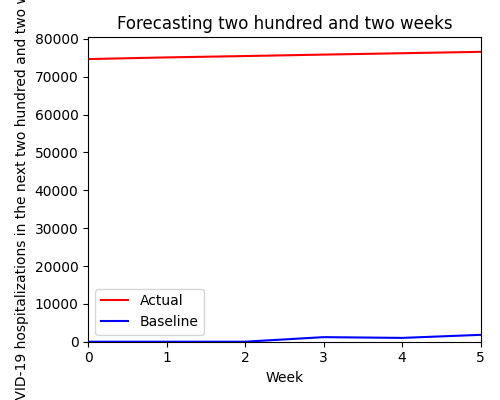 Forecasting two hundred and two weeks
VID-19 hospitalizations in the next two hundred and two
80000
70000
60000
50000
40000
30000
20000
10000
0
Actual
Baseline
0 1 2 3 4 5
Week